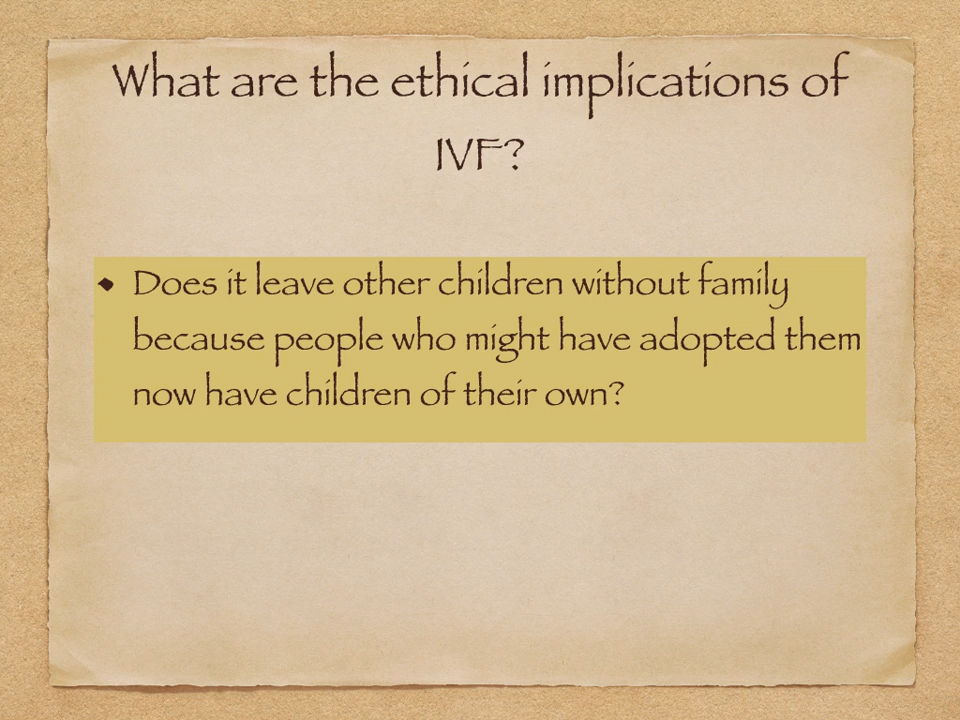 What are the ethical implications of
IVF?
• Does it leave other children without family
because people who might have adopted them
now have children of their own?